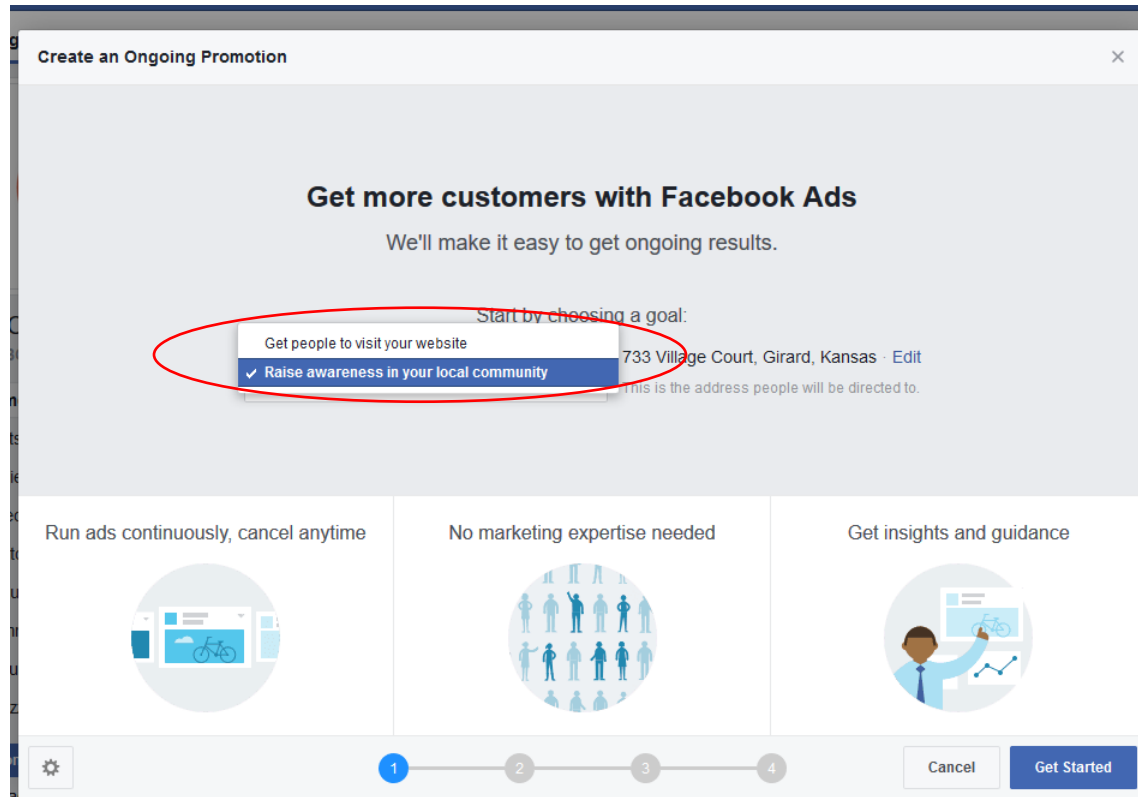 Create an Ongoing Promotion
Get more customers with Facebook Ads
We'll make it easy to get ongoing results.
Start by choosing a goal:
Get people to visit your website
✓ Raise awareness in your local community
733 Village Court, Girard, Kansas · Edit
This is the address people will be directed to.
Run ads continuously, cancel anytime
No marketing expertise needed
Get insights and guidance
1 2 3 4
Cancel
Get Started